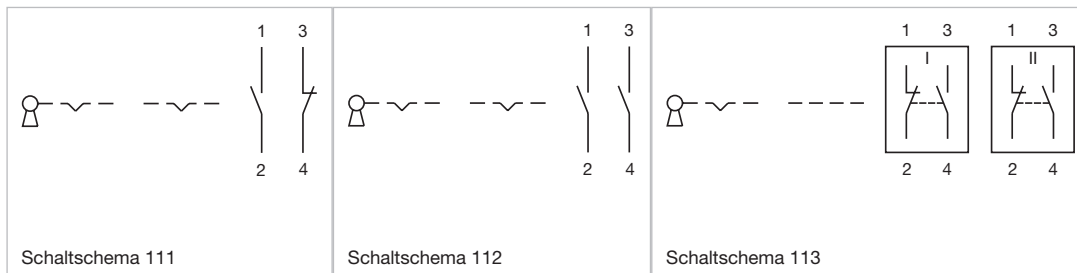 1 3
2 4
Schaltschema 111
1 3
2 4
Schaltschema 112
1 3 1 3
I II
2 4 2 4
Schaltschema 113